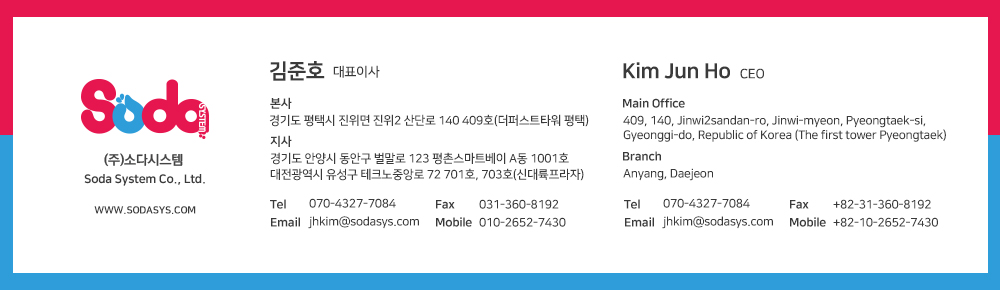 Soda
SYSTEM
(주)소다시스템
Soda System Co., Ltd.
WWW.SODASYS.COM
김준호 대표이사
본사
경기도 평택시 진위면 진위2 산단로 140 409호(더퍼스트타워 평택)
지사
경기도 안양시 동안구 벌말로 123 평촌스마트베이 A동 1001호
대전광역시 유성구 테크노중앙로 72 701호, 703호(신대륙프라자)
Tel 070-4327-7084 Fax 031-360-8192
Email jhkim@sodasys.com Mobile 010-2652-7430
Kim Jun Ho CEO
Main Office
409, 140, Jinwi2sandan-ro, Jinwi-myeon, Pyeongtaek-si,
Gyeonggi-do, Republic of Korea (The first tower Pyeongtaek)
Branch
Anyang, Daejeon
Tel 070-4327-7084 Fax +82-31-360-8192
Email jhkim@sodasys.com Mobile +82-10-2652-7430